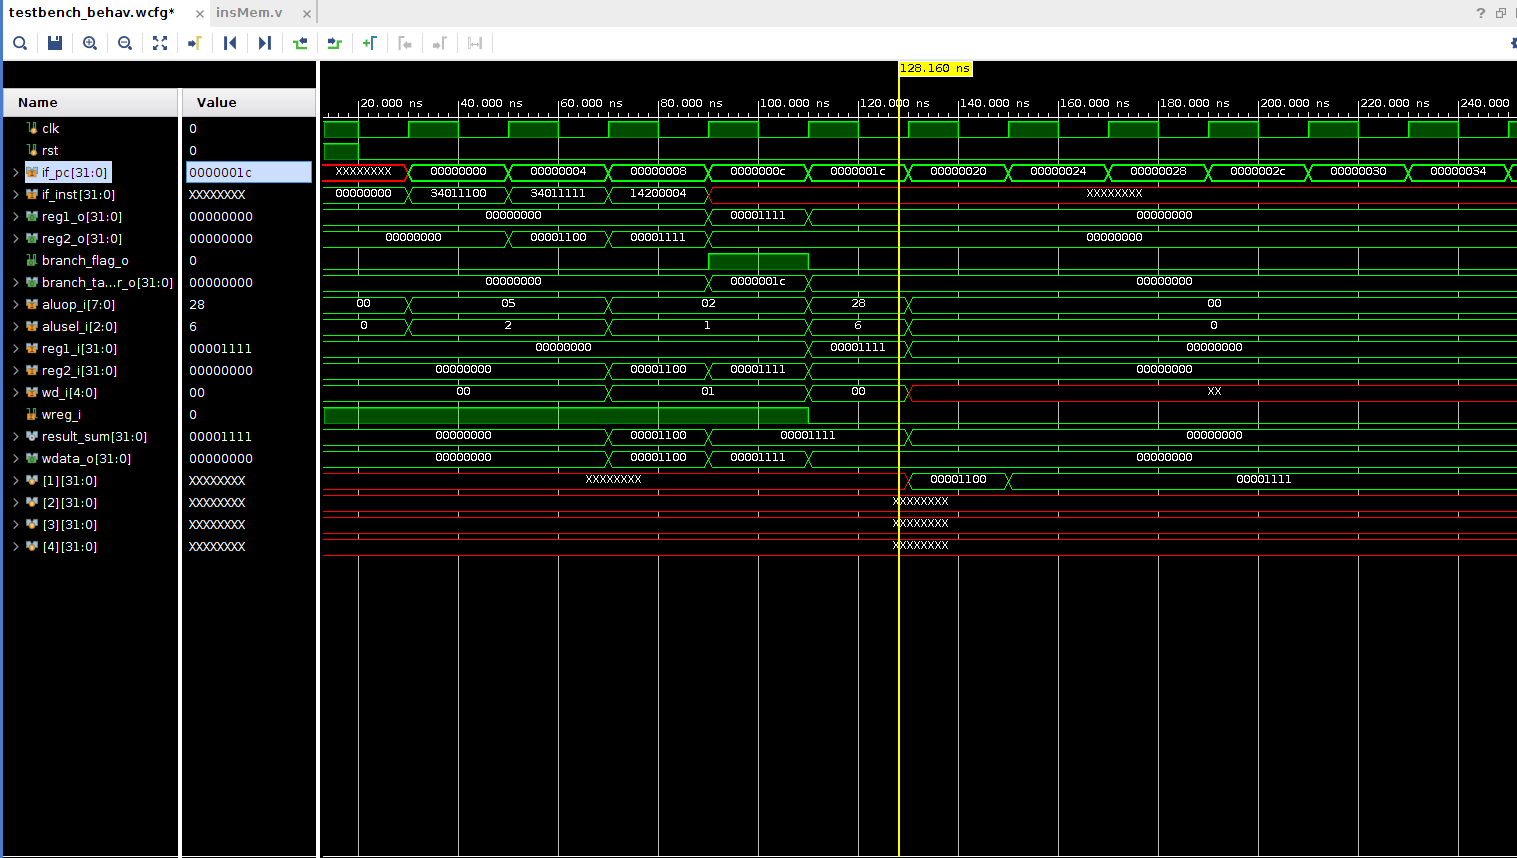 testbench_behav.wcfg* × insMem.v ×
?
128.160 ns
Name Value
20.000 ns 40.000 ns 60.000 ns 80.000 ns 100.000 ns 120.000 ns 140.000 ns 160.000 ns 180.000 ns 200.000 ns 220.000 ns 240.000
clk 0
rst 0
if_pc[31:0] 0000001c XXXXXXXX 00000000 00000004 00000008 0000000c 0000001c 00000020 00000024 00000028 0000002c 00000030 00000034
if_inst[31:0] XXXXXXXX 00000000 34011100 34011111 14200004 XXXXXXXX
reg1_o[31:0] 00000000 00000000 00001111 00000000
reg2_o[31:0] 00000000 00000000 00001100 00001111 00000000
branch_flag_o 0
branch_ta...r_o[31:0] 00000000 00000000 0000001c 00000000
aluop_i[7:0] 28 00 05 02 28 00
alusel_i[2:0] 6 0 2 1 6 0
reg1_i[31:0] 00001111 00000000 00001111 00000000
reg2_i[31:0] 00000000 00000000 00001100 00001111 00000000
wd_i[4:0] 00 00 01 00 XX
wreg_i 0
result_sum[31:0] 00001111 00000000 00001100 00001111 00000000
wdata_o[31:0] 00000000 00000000 00001100 00001111 00000000
[1][31:0] XXXXXXXX XXXXXXXX 00001100 00001111
[2][31:0] XXXXXXXX XXXXXXXX
[3][31:0] XXXXXXXX XXXXXXXX
[4][31:0] XXXXXXXX XXXXXXXX